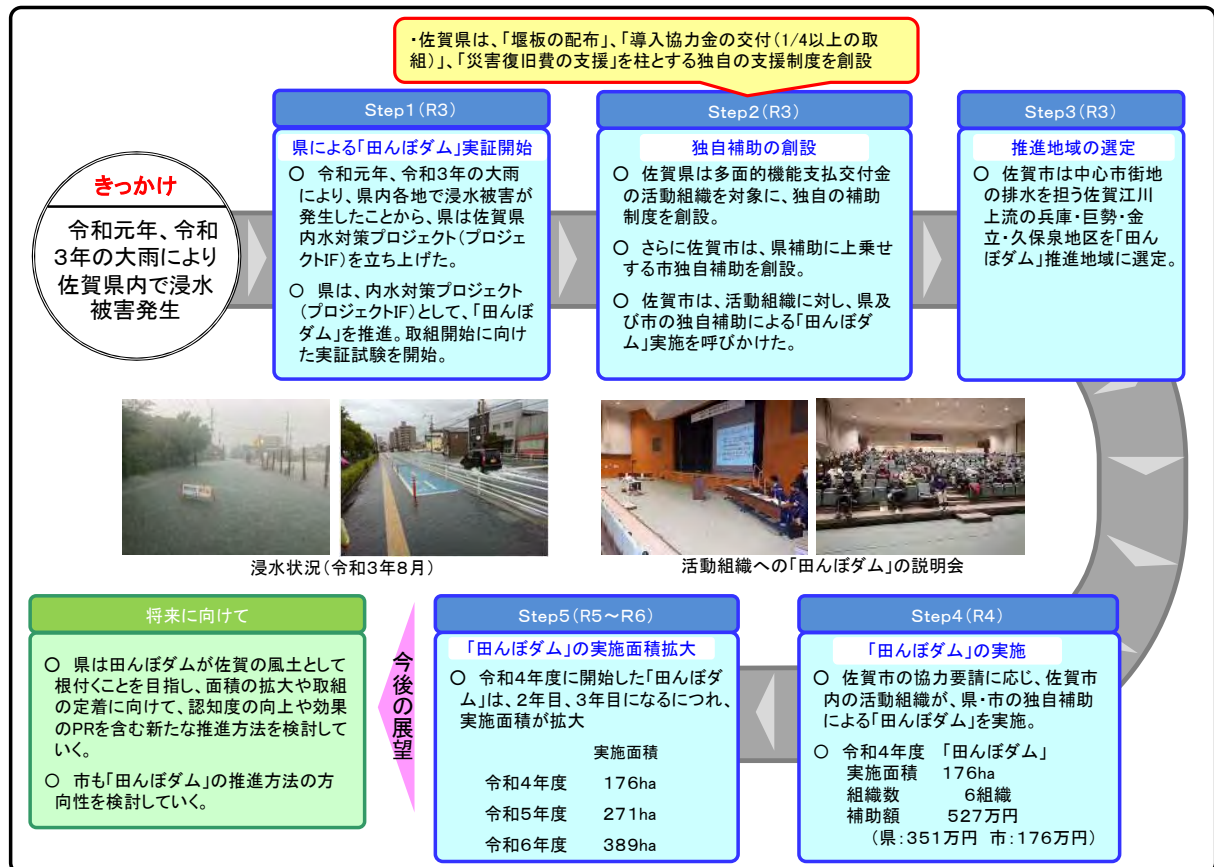 ・佐賀県は、「堰板の配布」、「導入協力金の交付(1/4以上の取
組)」、「災害復旧費の支援」を柱とする独自の支援制度を創設
きっかけ
令和元年、令和
3年の大雨により
佐賀県内で浸水
被害発生
Step1(R3)
県による「田んぼダム」実証開始
○ 令和元年、令和3年の大雨
により、県内各地で浸水被害が
発生したことから、県は佐賀県
内水対策プロジェクト(プロジェ
クトIF)を立ち上げた。
○ 県は、内水対策プロジェクト
(プロジェクトIF)として、「田んぼ
ダム」を推進。取組開始に向け
た実証試験を開始。
Step2(R3)
独自補助の創設
○ 佐賀県は多面的機能支払交付金
の活動組織を対象に、独自の補助
制度を創設。
○ さらに佐賀市は、県補助に上乗せ
する市独自補助を創設。
○ 佐賀市は、活動組織に対し、県及
び市の独自補助による「田んぼダ
ム」実施を呼びかけた。
Step3(R3)
推進地域の選定
○ 佐賀市は中心市街地
の排水を担う佐賀江川
上流の兵庫・巨勢・金
立・久保泉地区を「田ん
ぼダム」推進地域に選定。
浸水状況(令和3年8月)
活動組織への「田んぼダム」の説明会
Step4(R4)
「田んぼダム」の実施
○ 佐賀市の協力要請に応じ、佐賀市
内の活動組織が、県・市の独自補助
による「田んぼダム」を実施。
○ 令和4年度 「田んぼダム」
実施面積 176ha
組織数 6組織
補助額 527万円
(県:351万円 市:176万円)
Step5(R5～R6)
「田んぼダム」の実施面積拡大
○ 令和4年度に開始した「田んぼダ
ム」は、2年目、3年目になるにつれ、
実施面積が拡大
実施面積
令和4年度 176ha
令和5年度 271ha
令和6年度 389ha
今後の展望
将来に向けて
○ 県は田んぼダムが佐賀の風土として
根付くことを目指し、面積の拡大や取組
の定着に向けて、認知度の向上や効果
のPRを含む新たな推進方法を検討して
いく。
○ 市も「田んぼダム」の推進方法の方
向性を検討していく。